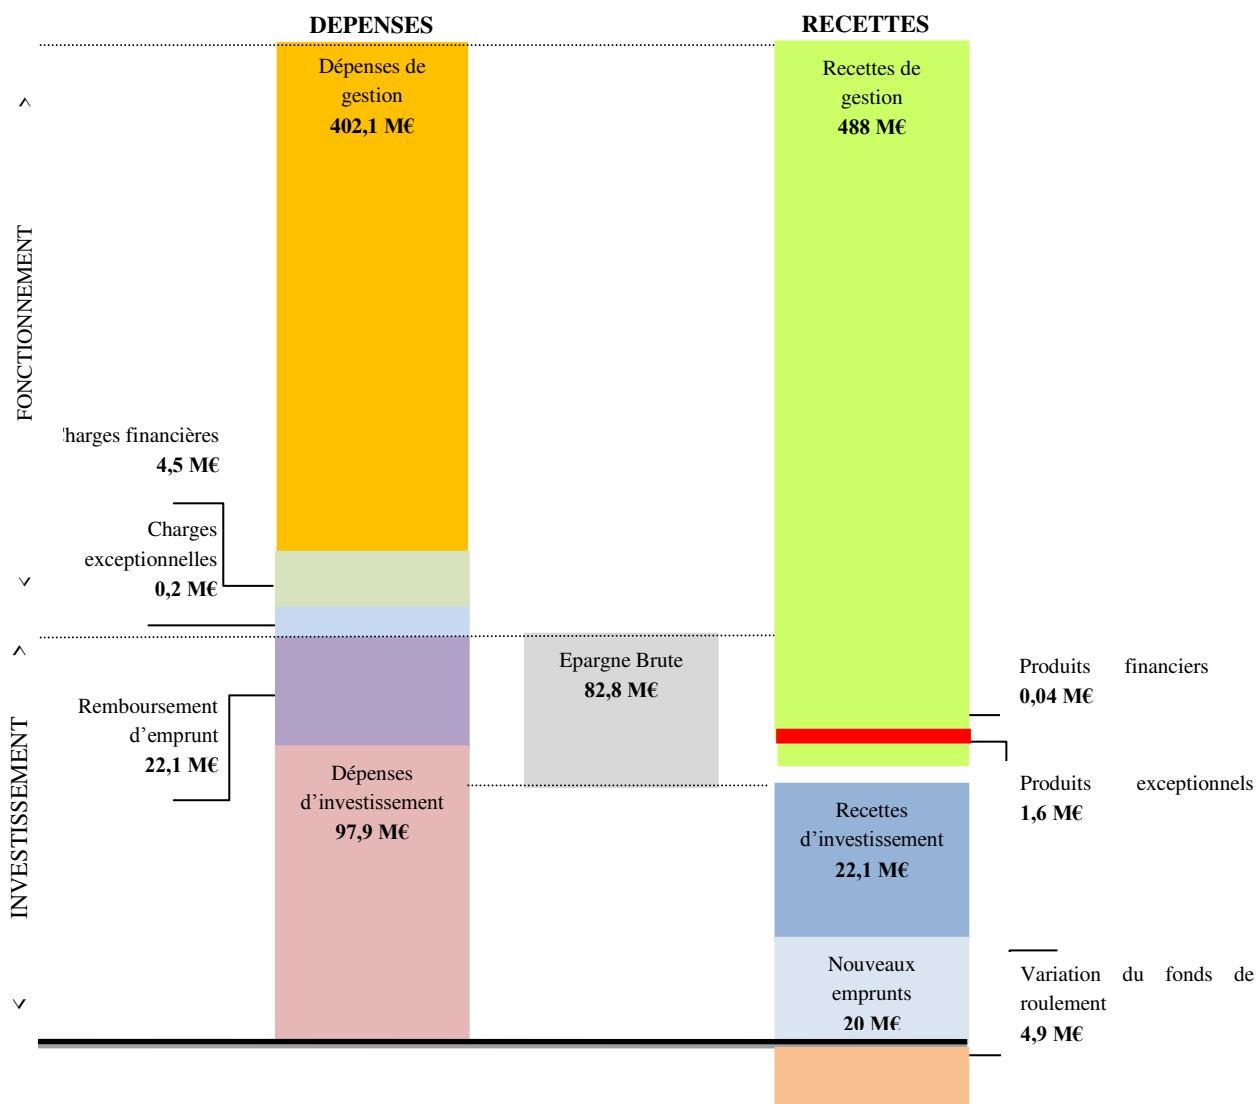 DEPENSES
RECETTES
Dépenses de
gestion
402,1 M€
Recettes de
gestion
488 M€
FONCTIONNEMENT
harges financières
4,5 M€
Charges
exceptionnelles
0,2 M€
Epargne Brute
82,8 M€
Produits financiers
0,04 M€
INVESTISSEMENT
Remboursement
d’emprunt
22,1 M€
Dépenses
d’investissement
97,9 M€
Produits exceptionnels
1,6 M€
Recettes
d’investissement
22,1 M€
Nouveaux
emprunts
20 M€
Variation du fonds de
roulement
4,9 M€